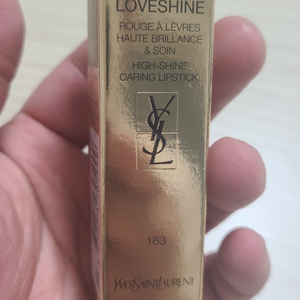 LOVESHINE
ROUGE À LÈVRES
HAUTE BRILLANCE
& SOIN
HIGH-SHINE
CARING LIPSTICK
YSL
163
YVESSAINTLAURENT